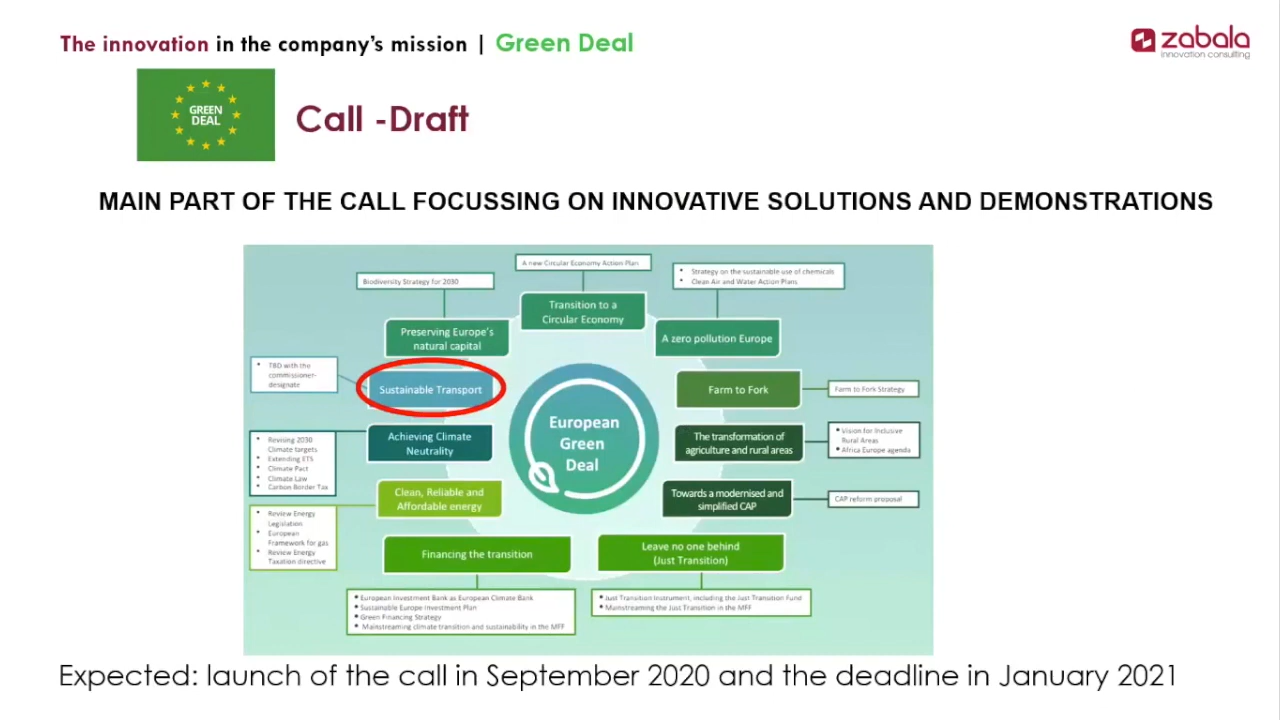 The innovation in the company's mission | Green Deal
zabala
innovation consulting
GREEN
DEAL
Call -Draft
MAIN PART OF THE CALL FOCUSSING ON INNOVATIVE SOLUTIONS AND DEMONSTRATIONS
A new Circular Economy Action Plan
Biodiversity Strategy for 2030
• Strategy on the sustainable use of chemicals
• Clean Air and Water Action Plans
Transition to a
Circular Economy
Preserving Europe's
natural capital
A zero pollution Europe
• TBD with the
commissioner-
designate
Sustainable Transport
Farm to Fork
Farm to Fork Strategy
European
Green
Deal
• Revising 2030
Climate targets
• Extending ETS
• Climate Pact
• Climate Law
• Carbon Border Tax
Achieving Climate
Neutrality
The transformation of
agriculture and rural areas
• Vision for Inclusive
Rural Areas
• Africa Europe agenda
Clean, Reliable and
Affordable energy
Towards a modernised and
simplified CAP
CAP reform proposal
• Review Energy
Legislation
• European
Framework for gas
• Review Energy
Taxation directive
Financing the transition
Leave no one behind
(Just Transition)
• European Investment Bank as European Climate Bank
• Sustainable Europe Investment Plan
• Green Financing Strategy
• Mainstreaming climate transition and sustainability in the MFF
• Just Transition Instrument, including the Just Transition Fund
• Mainstreaming the Just Transition in the MFF
Expected: launch of the call in September 2020 and the deadline in January 2021